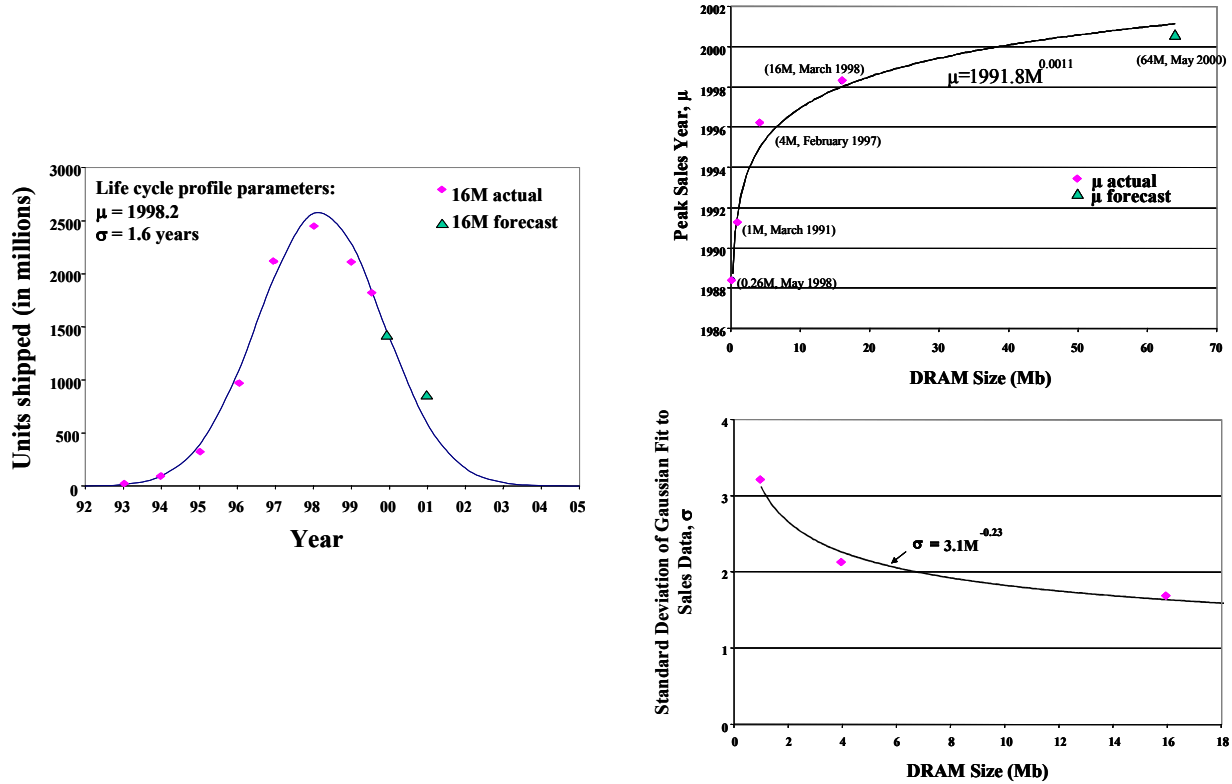 3000
2500
2000
1500
1000
500
0
Units shipped (in millions)
Life cycle profile parameters:
μ = 1998.2
σ = 1.6 years
16M actual
16M forecast
92 93 94 95 96 97 98 99 00 01 02 03 04 05
Year
2002
2000
1998
1996
1994
1992
1990
1988
1986
Peak Sales Year, μ
(16M, March 1998)
μ=1991.8M0.0011
(64M, May 2000)
(4M, February 1997)
μ actual
μ forecast
(1M, March 1991)
(0.26M, May 1998)
0 10 20 30 40 50 60 70
DRAM Size (Mb)
4
3
2
1
0
Standard Deviation of Gaussian Fit to
Sales Data, σ
σ = 3.1M-0.23
0 2 4 6 8 10 12 14 16 18
DRAM Size (Mb)